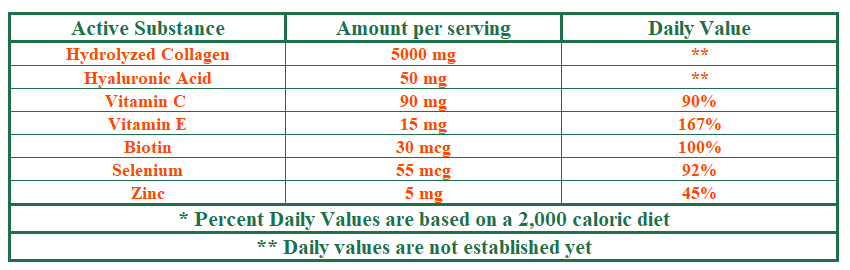 Active Substance Amount per serving Daily Value
Hydrolyzed Collagen 5000 mg **
Hyaluronic Acid 50 mg **
Vitamin C 90 mg 90%
Vitamin E 15 mg 167%
Biotin 30 mcg 100%
Selenium 55 mcg 92%
Zinc 5 mg 45%
* Percent Daily Values are based on a 2,000 caloric diet
** Daily values are not established yet